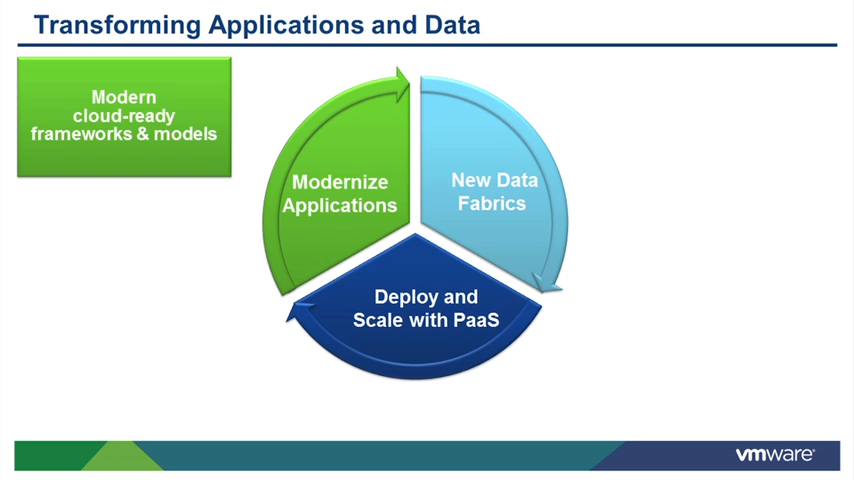 Transforming Applications and Data
Modern
cloud-ready
frameworks & models
Modernize
Applications
New Data
Fabrics
Deploy and
Scale with PaaS
vmware®